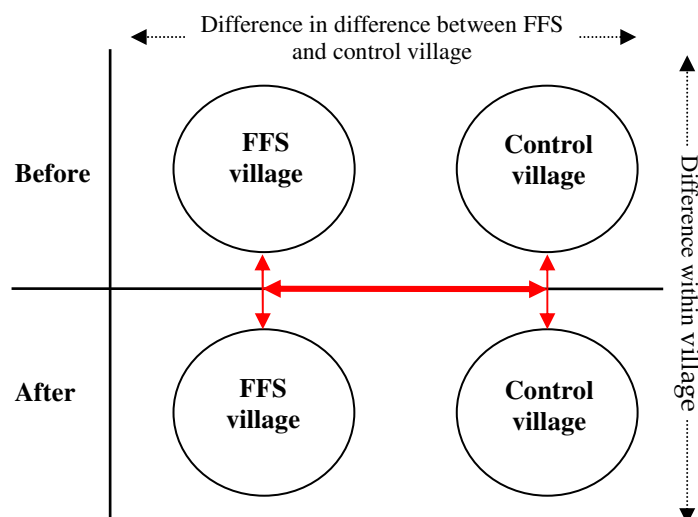 Difference in difference between FFS
and control village
FFS
village
Control
village
Before
Difference within village
After
FFS
village
Control
village